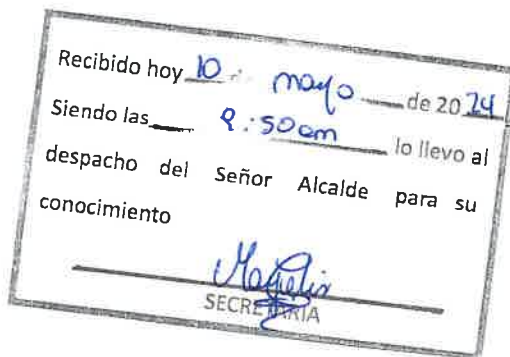 Recibido hoy 10 mayo de 2024
Siendo las 9:50am lo llevo al
despacho del Señor Alcalde para su
conocimiento
SECRETARIA